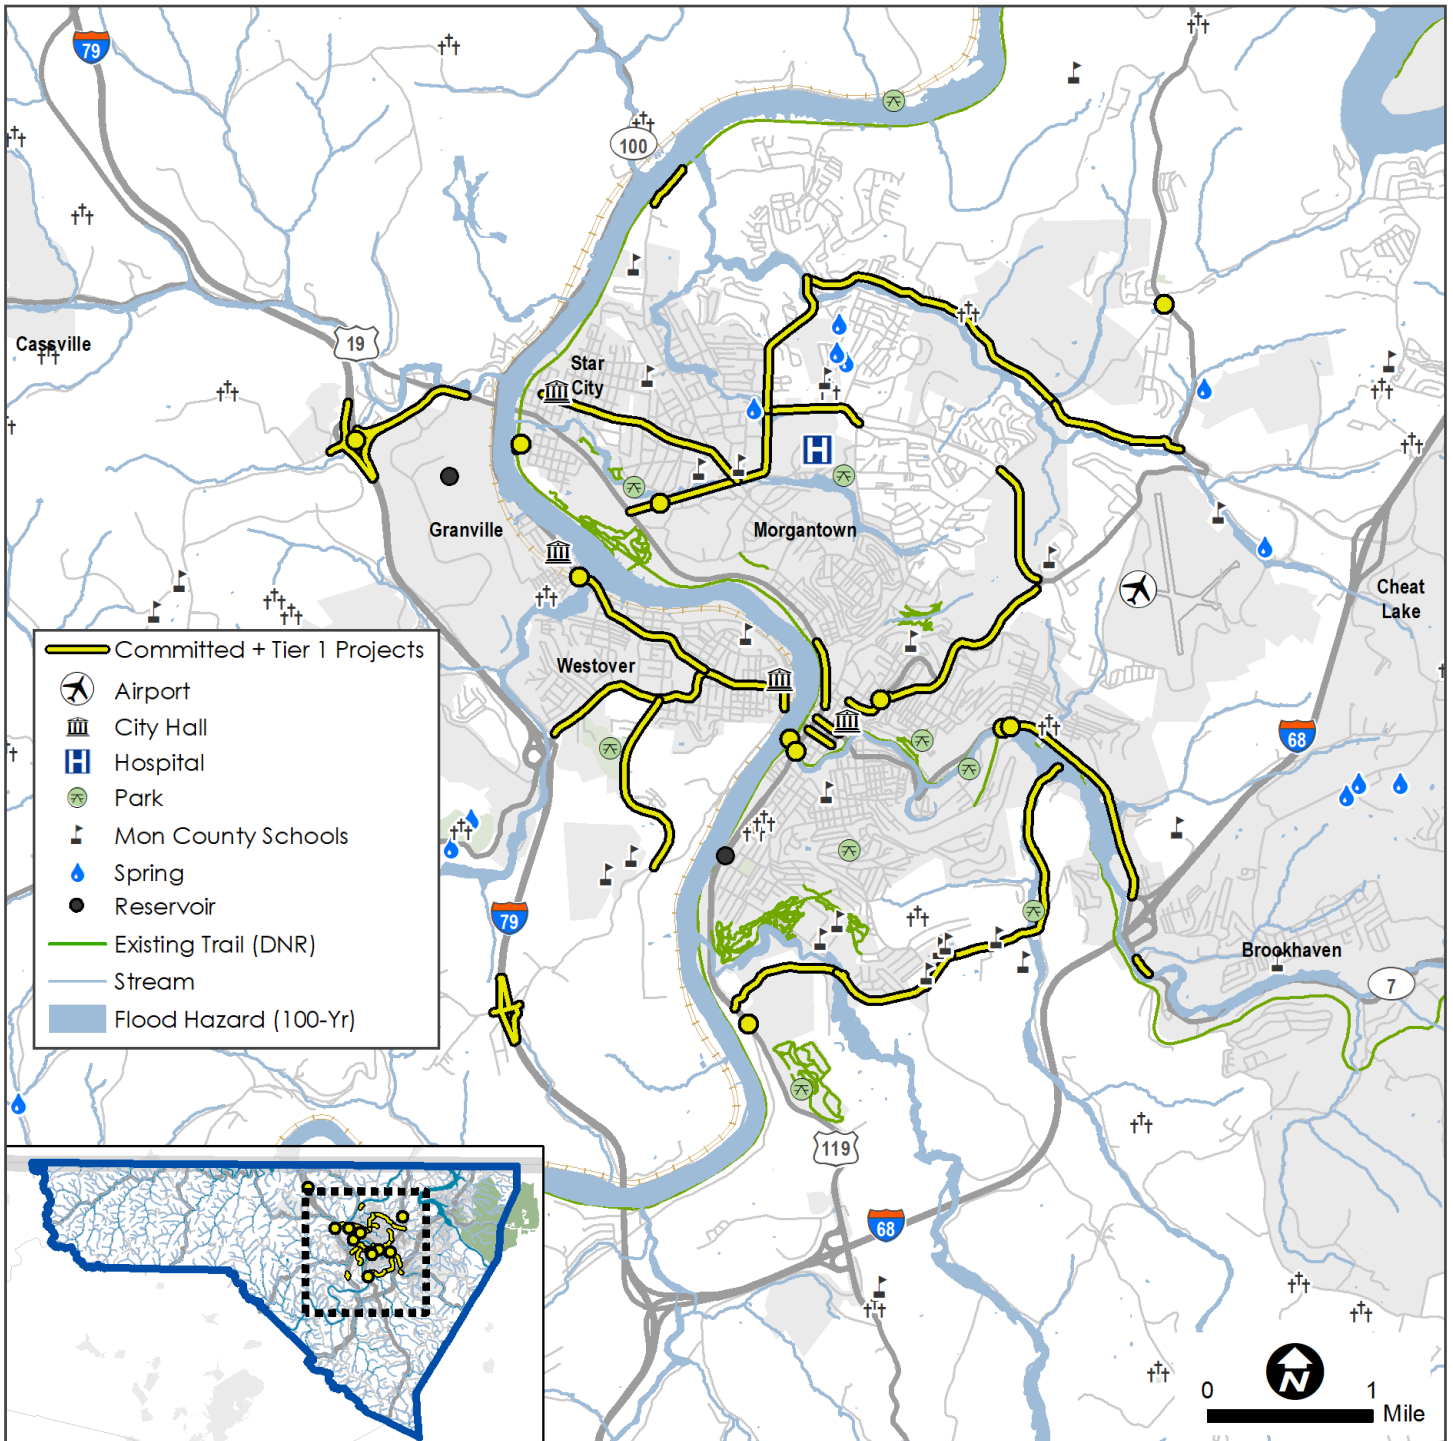 79
100
19
Cassville
Star
City
Granville
Morgantown
Cheat
Lake
Westover
68
Committed + Tier 1 Projects
Airport
City Hall
H
Hospital
Park
Mon County Schools
Spring
Reservoir
Existing Trail (DNR)
Stream
Flood Hazard (100-Yr)
79
Brookhaven
7
119
68
N
0 1
Mile